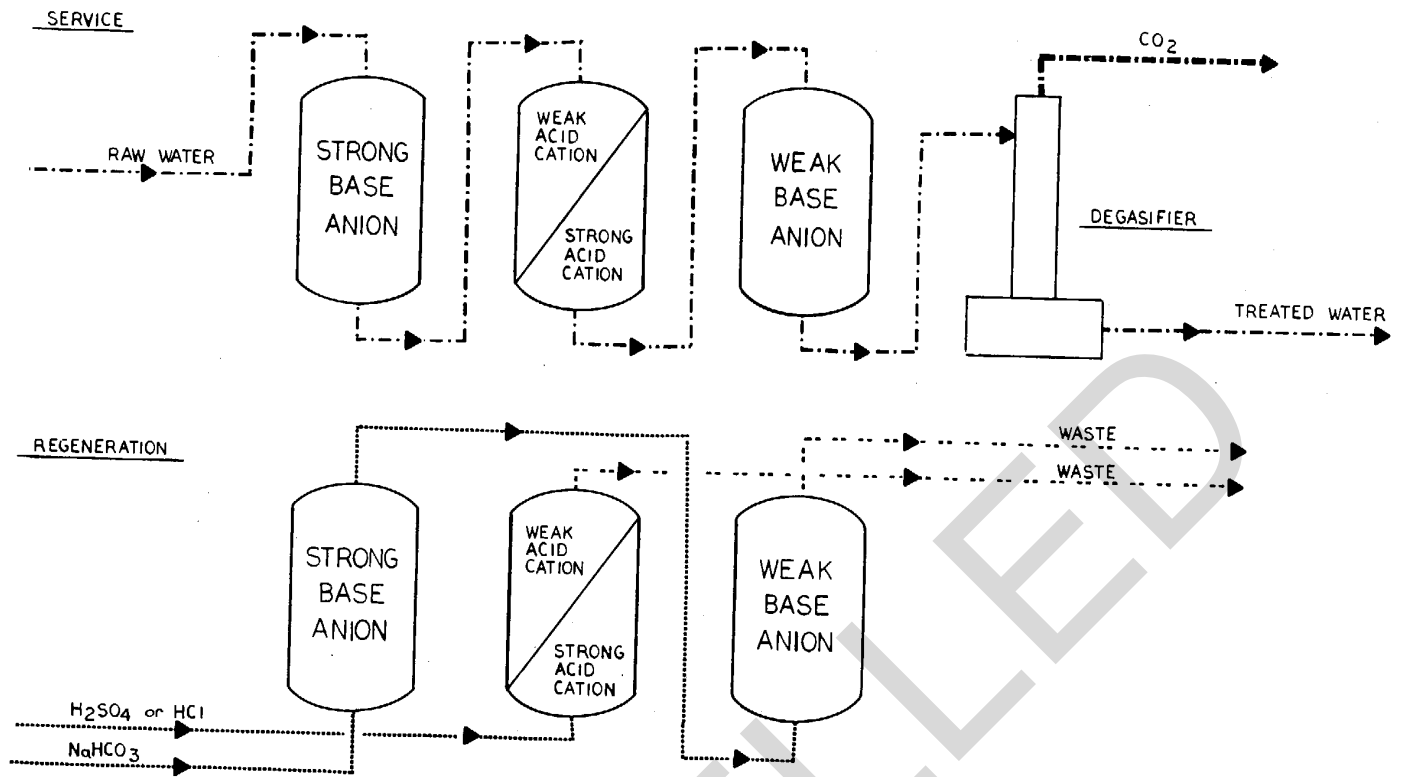 SERVICE
RAW WATER
STRONG
BASE
ANION
WEAK
ACID
CATION
STRONG
ACID
CATION
WEAK
BASE
ANION
CO2
DEGASIFIER
TREATED WATER
REGENERATION
STRONG
BASE
ANION
WEAK
ACID
CATION
STRONG
ACID
CATION
WEAK
BASE
ANION
WASTE
WASTE
H2SO4 or HCl
NaHCO3
LED